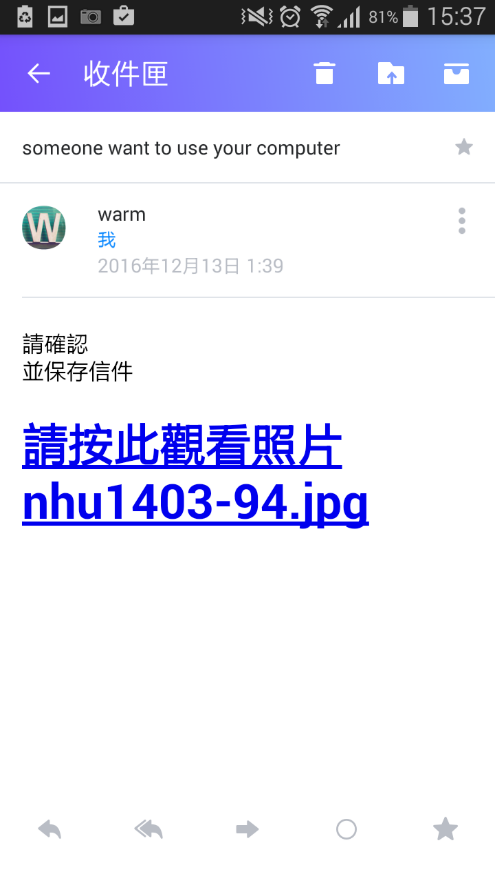 81% 15:37
收件匣
someone want to use your computer
W warm
我
2016年12月13日 1:39
請確認
並保存信件
請按此觀看照片
nhu1403-94.jpg